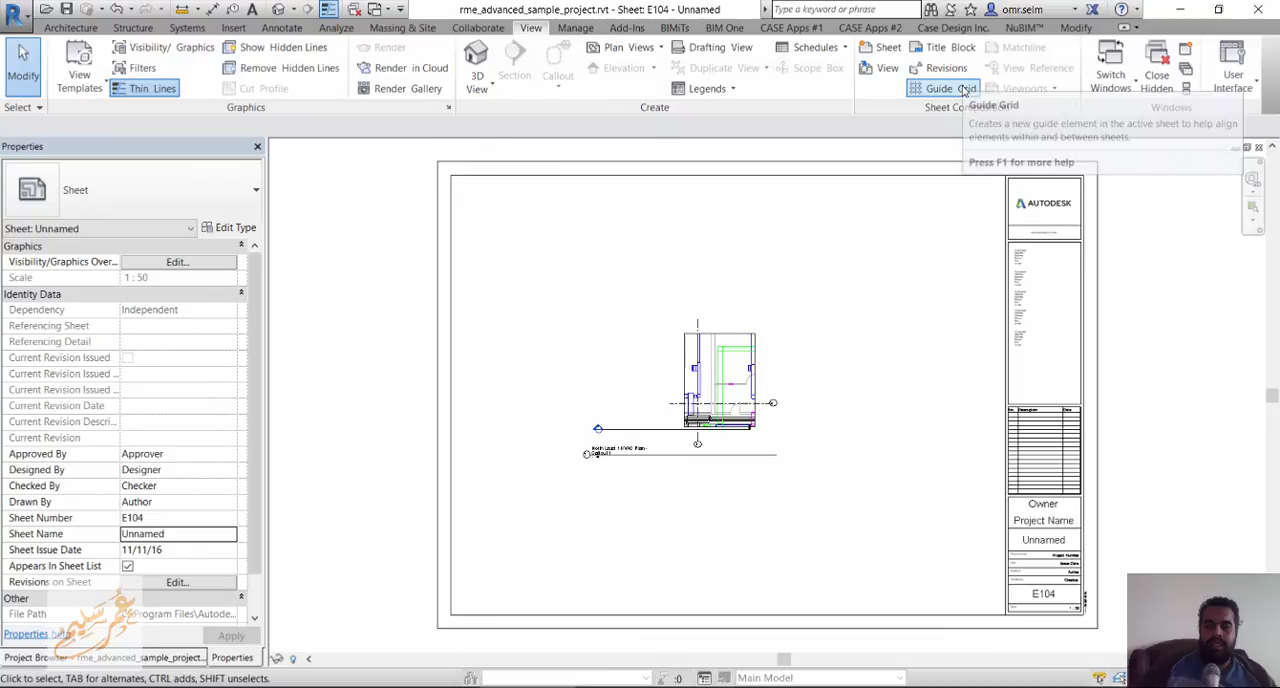 rme_advanced_sample_project.rvt - Sheet: E104 - Unnamed
Type a keyword or phrase
omr.selm
Architecture Structure Systems Insert Annotate Analyze Massing & Site Collaborate View Manage Add-Ins BIMiTs BIM One CASE Apps #1 CASE Apps #2 Case Design Inc. NuBIM™ Modify
Modify
View Templates
Visibility/ Graphics
Filters
Thin Lines
Show Hidden Lines
Remove Hidden Lines
Cut Profile
Render
Render in Cloud
Render Gallery
3D View
Section
Callout
Plan Views
Elevation
Drafting View
Duplicate View
Legends
Schedules
Scope Box
Sheet
View
Title Block
Revisions
Guide Grid
Matchline
View Reference
Viewports
Switch Windows
Close Hidden
User Interface
Select
Graphics
Create
Sheet Com
Windows
Guide Grid
Creates a new guide element in the active sheet to help align
elements within and between sheets.
Press F1 for more help
Properties
Sheet
Sheet: Unnamed
Edit Type
Graphics
Visibility/Graphics Over... Edit...
Scale 1 : 50
Identity Data
Dependency Independent
Referencing Sheet
Referencing Detail
Current Revision Issued
Current Revision Issued ...
Current Revision Issued ...
Current Revision Date
Current Revision Descri...
Current Revision
Approved By Approver
Designed By Designer
Checked By Checker
Drawn By Author
Sheet Number E104
Sheet Name Unnamed
Sheet Issue Date 11/11/16
Appears In Sheet List
Revisions on Sheet Edit...
Other
File Path :\Program Files\Autode...
Properties help
Apply
Project Browser - rme_advanced_sample_project... Properties
Click to select, TAB for alternates, CTRL adds, SHIFT unselects.
:0
Main Model
AUTODESK
No. Description Date
Owner
Project Name
Unnamed
E104